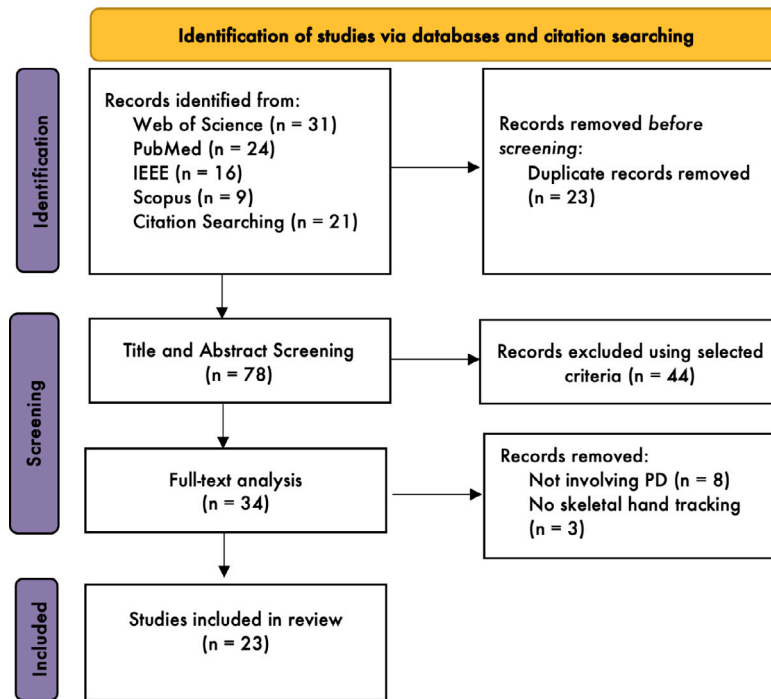 Identification of studies via databases and citation searching
Identification
Records identified from:
Web of Science (n = 31)
PubMed (n = 24)
IEEE (n = 16)
Scopus (n = 9)
Citation Searching (n = 21)
Records removed before
screening:
Duplicate records removed
(n = 23)
Screening
Title and Abstract Screening
(n = 78)
Records excluded using selected
criteria (n = 44)
Full-text analysis
(n = 34)
Records removed:
Not involving PD (n = 8)
No skeletal hand tracking
(n = 3)
Included
Studies included in review
(n = 23)